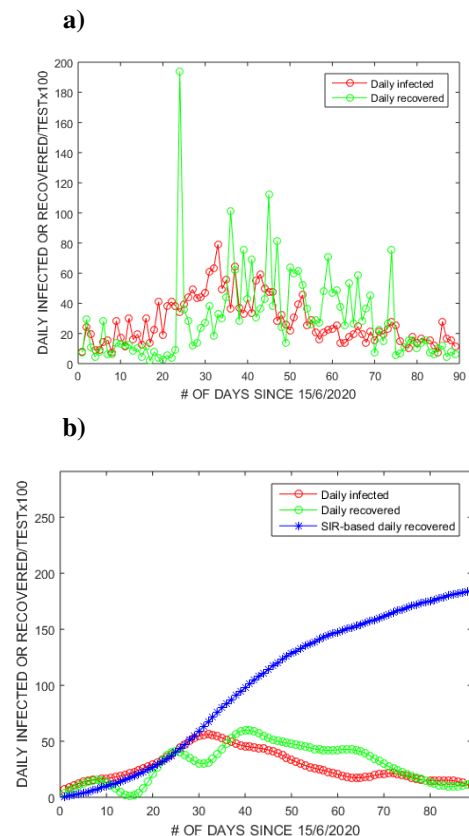 a)
DAILY INFECTED OR RECOVERED/TESTx100
200
180
160
140
120
100
80
60
40
20
0
Daily infected
Daily recovered
0 10 20 30 40 50 60 70 80 90
# OF DAYS SINCE 15/6/2020
b)
DAILY INFECTED OR RECOVERED/TESTx100
250
200
150
100
50
0
Daily infected
Daily recovered
SIR-based daily recovered
0 10 20 30 40 50 60 70 80
# OF DAYS SINCE 15/6/2020